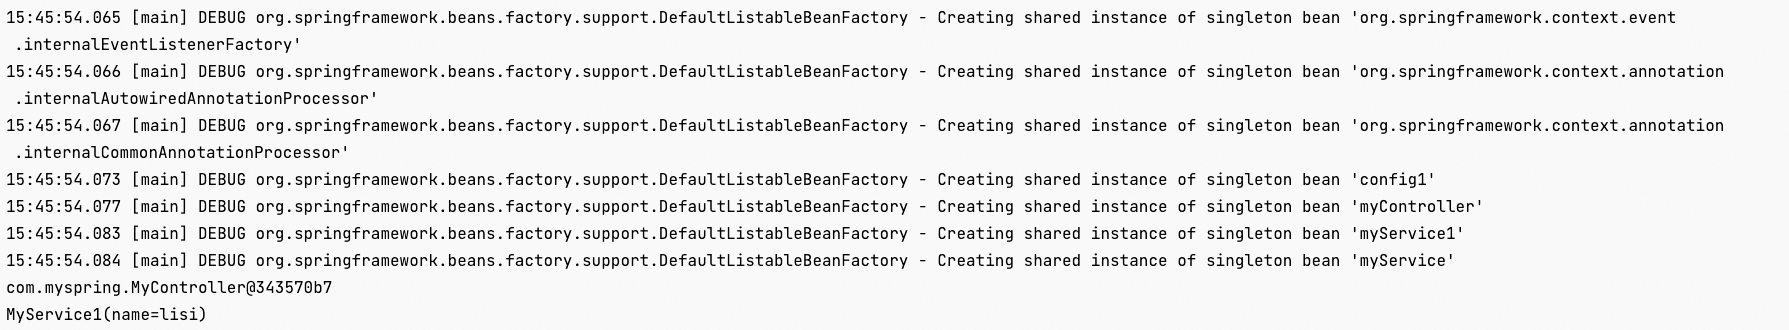 15:45:54.065 [main] DEBUG org.springframework.beans.factory.support.DefaultListableBeanFactory - Creating shared instance of singleton bean 'org.springframework.context.event
.internalEventListenerFactory'
15:45:54.066 [main] DEBUG org.springframework.beans.factory.support.DefaultListableBeanFactory - Creating shared instance of singleton bean 'org.springframework.context.annotation
.internalAutowiredAnnotationProcessor'
15:45:54.067 [main] DEBUG org.springframework.beans.factory.support.DefaultListableBeanFactory - Creating shared instance of singleton bean 'org.springframework.context.annotation
.internalCommonAnnotationProcessor'
15:45:54.073 [main] DEBUG org.springframework.beans.factory.support.DefaultListableBeanFactory - Creating shared instance of singleton bean 'config1'
15:45:54.077 [main] DEBUG org.springframework.beans.factory.support.DefaultListableBeanFactory - Creating shared instance of singleton bean 'myController'
15:45:54.083 [main] DEBUG org.springframework.beans.factory.support.DefaultListableBeanFactory - Creating shared instance of singleton bean 'myService1'
15:45:54.084 [main] DEBUG org.springframework.beans.factory.support.DefaultListableBeanFactory - Creating shared instance of singleton bean 'myService'
com.myspring.MyController@343570b7
MyService1(name=lisi)